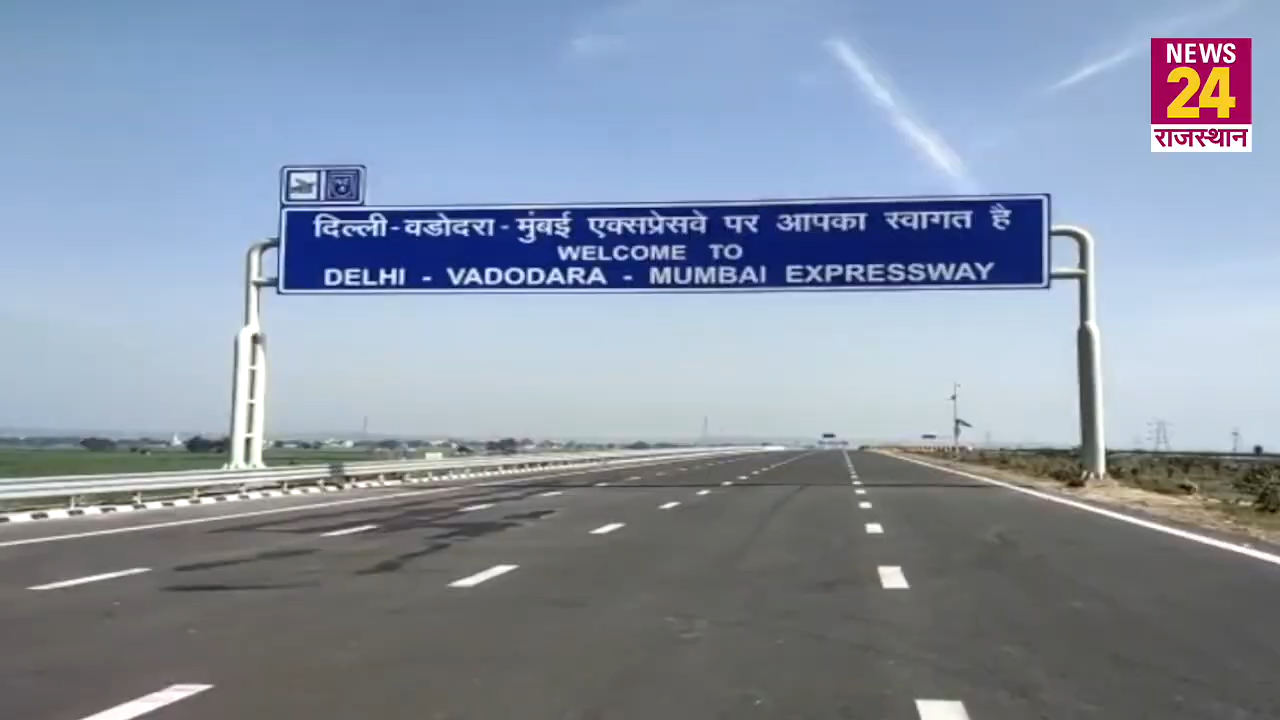 NEWS
24
राजस्थान
दिल्ली-वडोदरा-मुंबई एक्सप्रेसवे पर आपका स्वागत है
WELCOME TO
DELHI - VADODARA - MUMBAI EXPRESSWAY